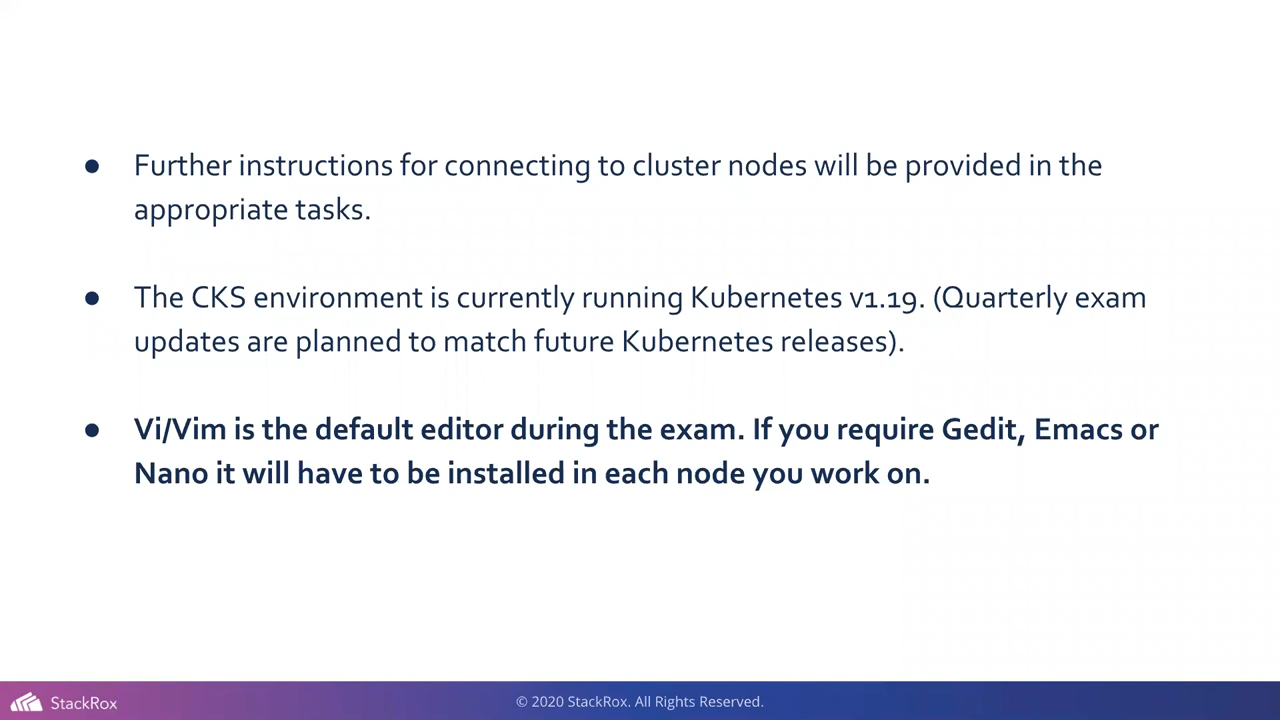 ● Further instructions for connecting to cluster nodes will be provided in the
appropriate tasks.
● The CKS environment is currently running Kubernetes v1.19. (Quarterly exam
updates are planned to match future Kubernetes releases).
● Vi/Vim is the default editor during the exam. If you require Gedit, Emacs or
Nano it will have to be installed in each node you work on.
StackRox
© 2020 StackRox. All Rights Reserved.